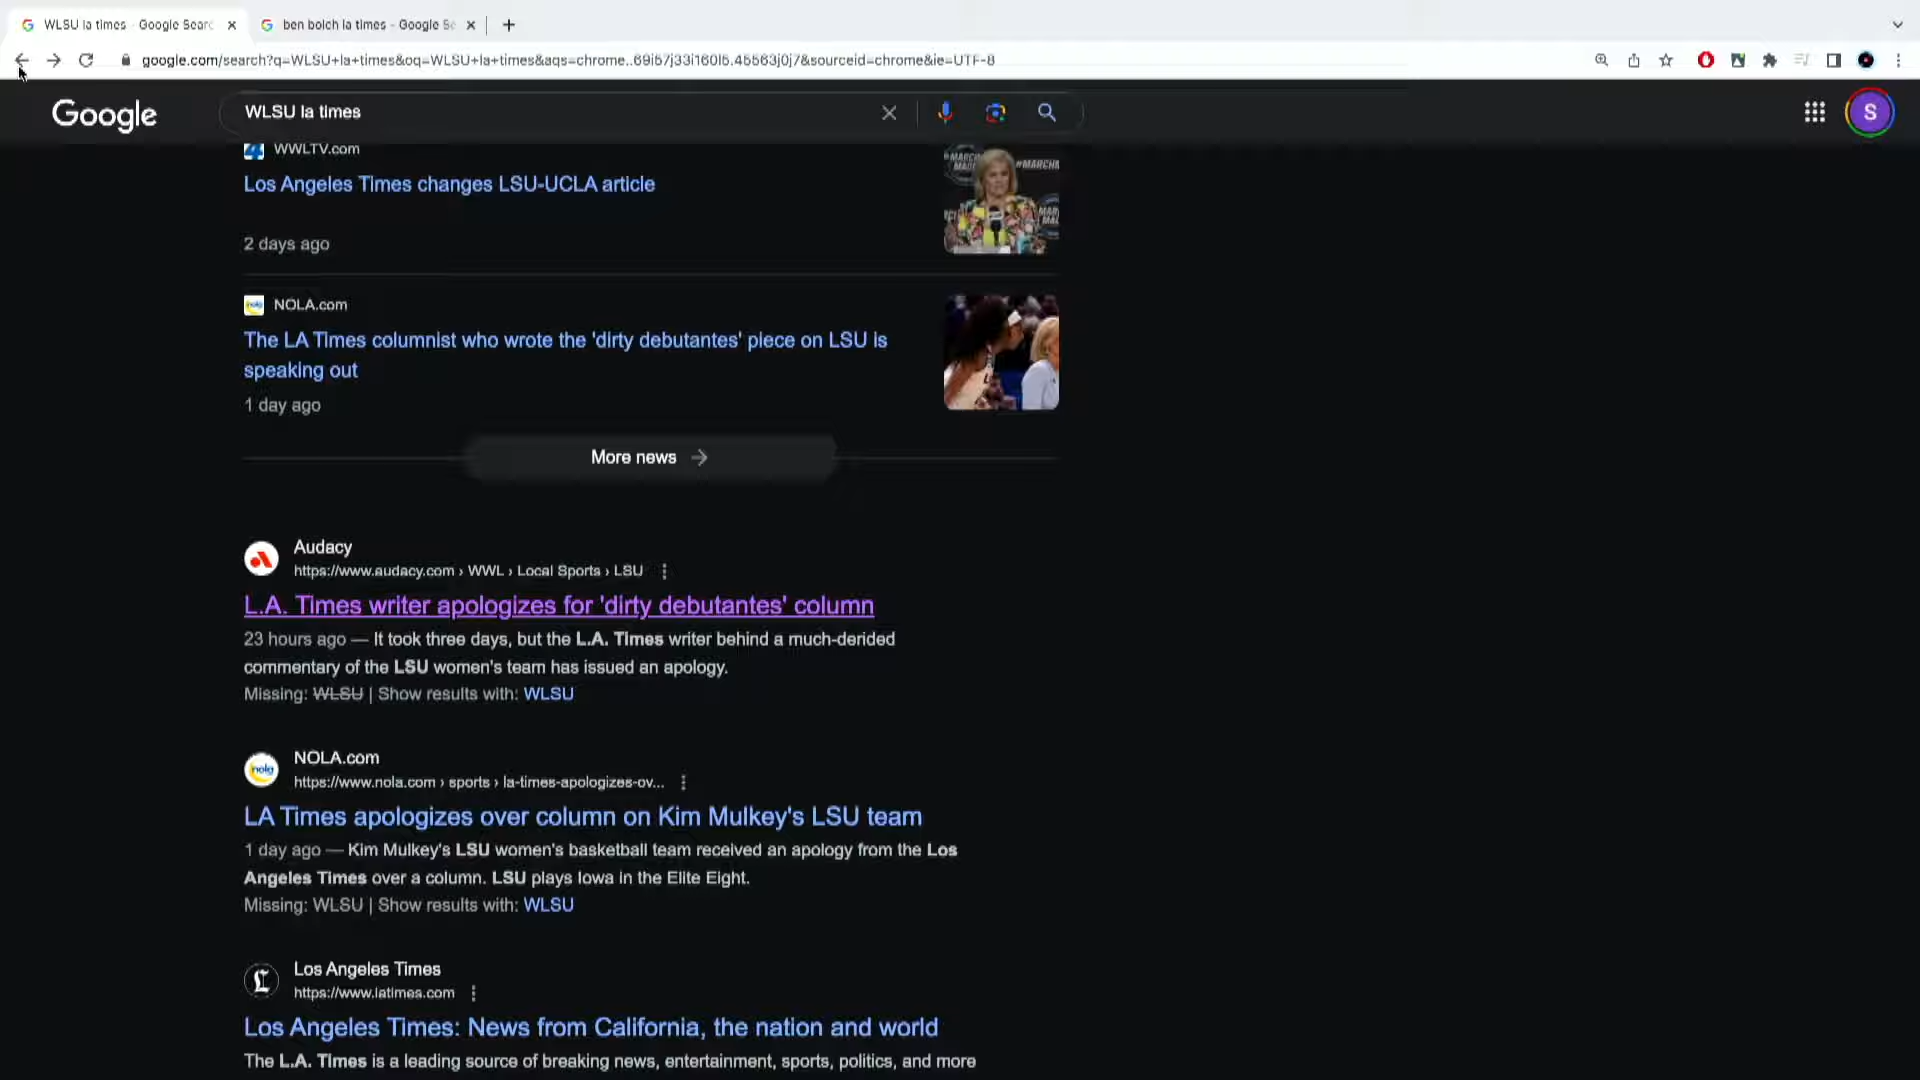 WLSU la times - Google Searc
ben bolch la times - Google Se
google.com/search?q=WLSU+la+times&oq=WLSU+la+times&aqs=chrome..69i57j33i160l5.45563j0j7&sourceid=chrome&ie=UTF-8
Google
WLSU la times
S
WWLTV.com
Los Angeles Times changes LSU-UCLA article
2 days ago
NOLA.com
The LA Times columnist who wrote the 'dirty debutantes' piece on LSU is
speaking out
1 day ago
More news
Audacy
https://www.audacy.com › WWL › Local Sports › LSU
L.A. Times writer apologizes for 'dirty debutantes' column
23 hours ago — It took three days, but the L.A. Times writer behind a much-derided
commentary of the LSU women's team has issued an apology.
Missing: WLSU | Show results with: WLSU
NOLA.com
https://www.nola.com › sports › la-times-apologizes-ov...
LA Times apologizes over column on Kim Mulkey's LSU team
1 day ago — Kim Mulkey's LSU women's basketball team received an apology from the Los
Angeles Times over a column. LSU plays Iowa in the Elite Eight.
Missing: WLSU | Show results with: WLSU
Los Angeles Times
https://www.latimes.com
Los Angeles Times: News from California, the nation and world
The L.A. Times is a leading source of breaking news, entertainment, sports, politics, and more